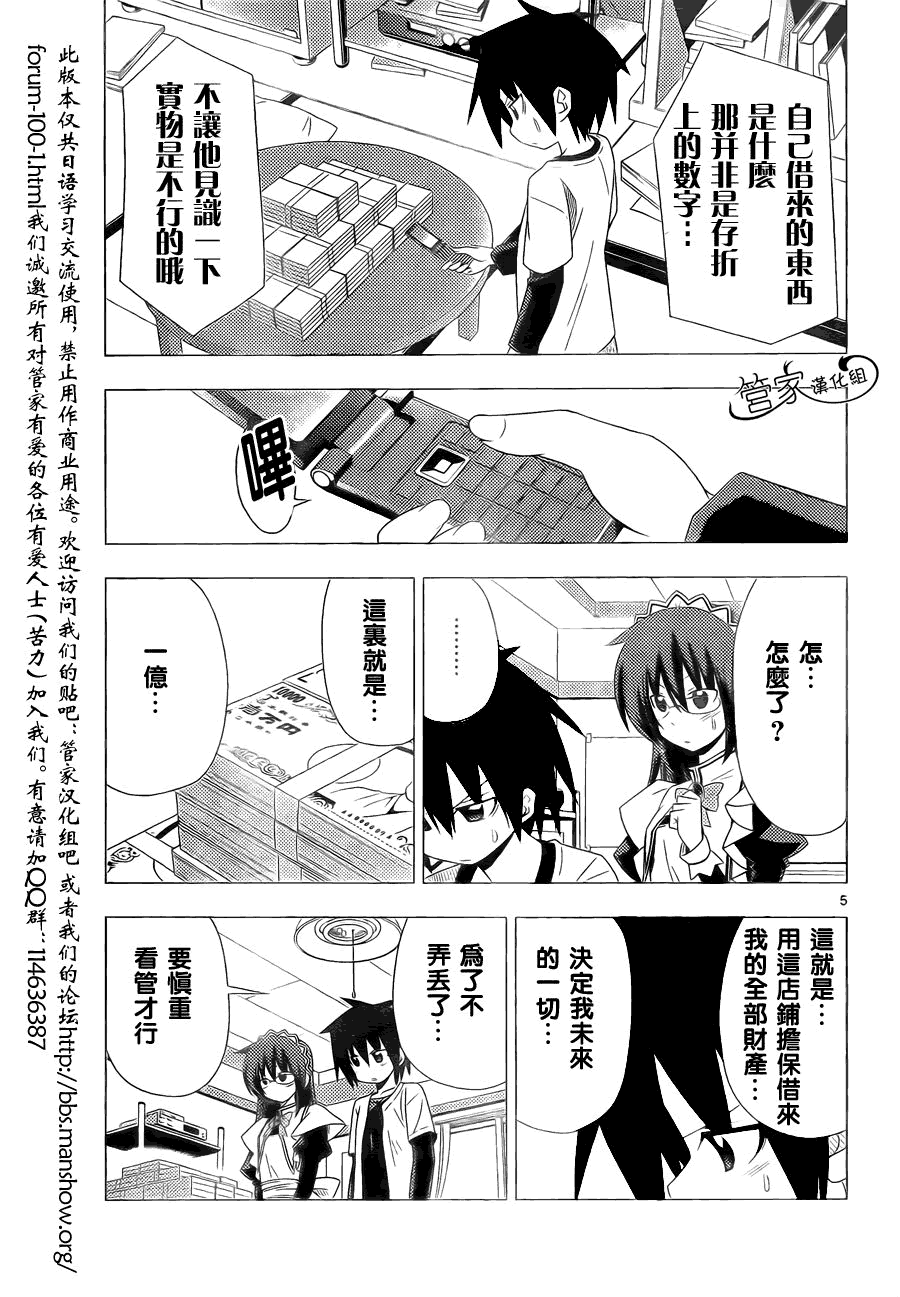 自己借來的東西
是什麼
那并非是存折
上的數字…
不讓他見識一下
實物是不行的哦
管家
漢化組
嗶
怎…
怎麼了?
………
這裏就是…
一億…
10000
壱万円
5
這就是…
用這店鋪擔保借來
我的全部財產…
決定我未來
的一切…
為了不
弄丟了…
要慎重
看管才行
此版本仅共日语学习交流使用,禁止用作商业用途。欢迎访问我们的贴吧:管家汉化组吧 或者我们的论坛http://bbs.manshow.org/
forum-100-1.html我们诚邀所有对管家有爱的各位有爱人士(苦力)加入我们。有意请加QQ群:114636387